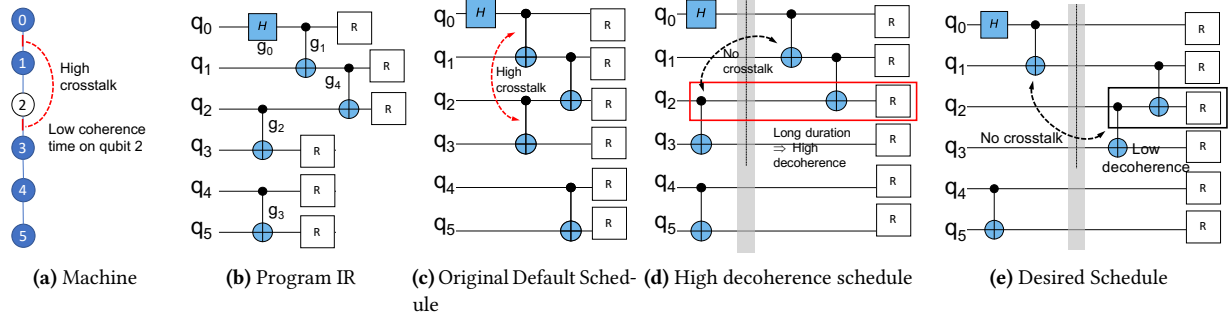 0
1
2
3
4
5
High
crosstalk
Low coherence
time on qubit 2
(a) Machine
q0 H R
g0 g1
q1 R
g4
q2 R
g2
q3 R
q4 R
g3
q5 R
(b) Program IR
q0 H R
q1 R
High
crosstalk
q2 R
q3 R
q4 R
q5 R
(c) Original Default Sched-
ule
q0 H R
q1 R
No
crosstalk
q2 R
q3 R
Long duration
⇒ High
decoherence
q4 R
q5 R
(d) High decoherence schedule
q0 H R
q1 R
q2 R
q3 R
No crosstalk
Low
decoherence
q4 R
q5 R
(e) Desired Schedule